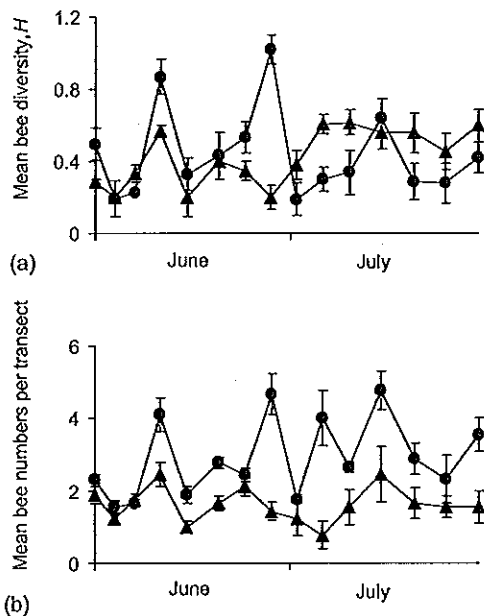 Mean bee diversity, H
1.2
0.8
0.4
0
June
July
(a)
Mean bee numbers per transect
6
4
2
0
June
July
(b)